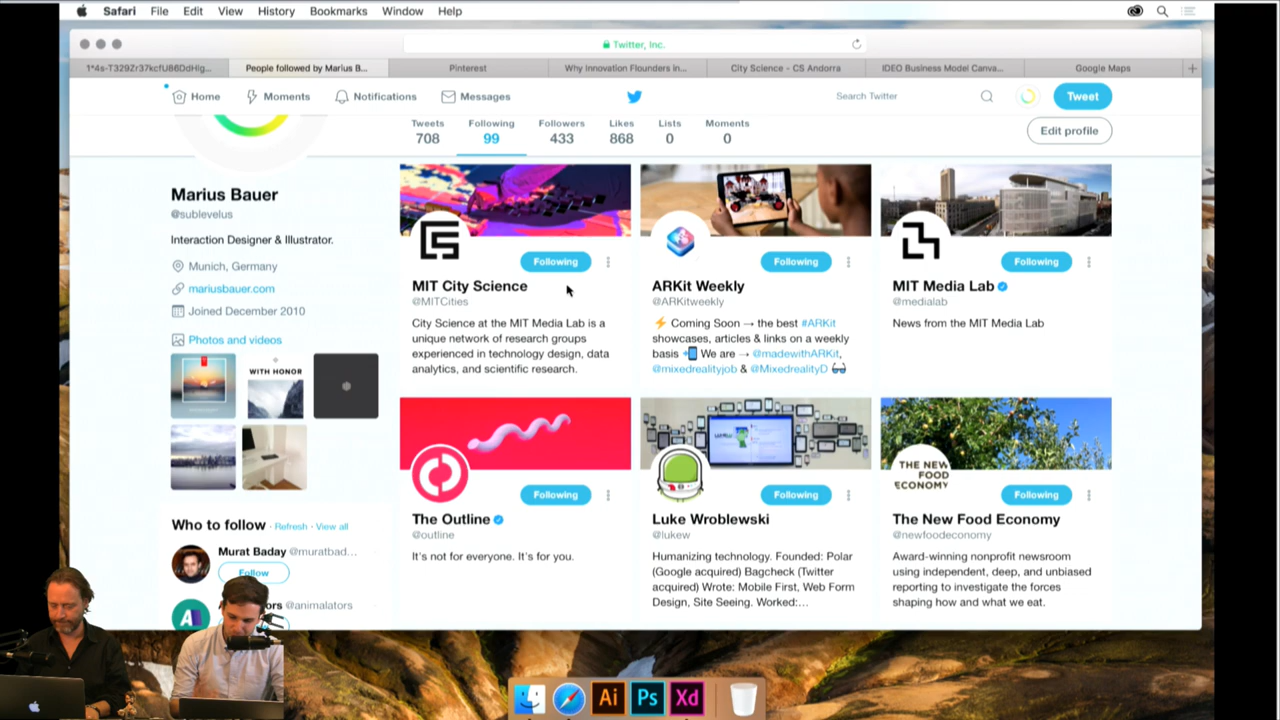 Safari File Edit View History Bookmarks Window Help
Twitter, Inc.
1*4s-T329Zr37kcfU86DdHig... People followed by Marius B... Pinterest Why Innovation Flounders in... City Science - CS Andorra IDEO Business Model Canva... Google Maps
Home Moments Notifications Messages Search Twitter Tweet
Tweets Following Followers Likes Lists Moments
708 99 433 868 0 0
Edit profile
Marius Bauer
@sublevelus
Interaction Designer & Illustrator.
Munich, Germany
mariusbauer.com
Joined December 2010
Photos and videos
WITH HONOR
Who to follow · Refresh · View all
Murat Baday @muratbad...
Follow
ors @animalators
Following
MIT City Science
@MITCities
City Science at the MIT Media Lab is a
unique network of research groups
experienced in technology design, data
analytics, and scientific research.
Following
ARKit Weekly
@ARKitweekly
⚡ Coming Soon → the best #ARKit
showcases, articles & links on a weekly
basis 📲 We are → @madewithARKit,
@mixedrealityjob & @MixedrealityD 👓
Following
MIT Media Lab
@medialab
News from the MIT Media Lab
Following
The Outline
@outline
It's not for everyone. It's for you.
Following
Luke Wroblewski
@lukew
Humanizing technology. Founded: Polar
(Google acquired) Bagcheck (Twitter
acquired) Wrote: Mobile First, Web Form
Design, Site Seeing. Worked:...
THE NEW
FOOD
ECONOMY
Following
The New Food Economy
@newfoodeconomy
Award-winning nonprofit newsroom
using independent, deep, and unbiased
reporting to investigate the forces
shaping how and what we eat.
Ai Ps Xd